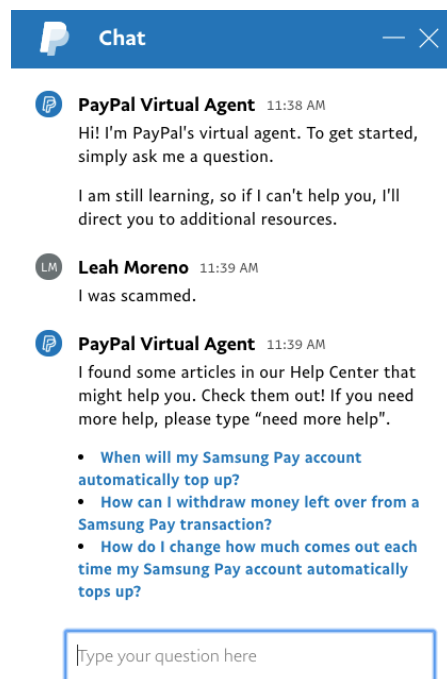 Chat
PayPal Virtual Agent 11:38 AM
Hi! I'm PayPal's virtual agent. To get started,
simply ask me a question.
I am still learning, so if I can't help you, I'll
direct you to additional resources.
LM Leah Moreno 11:39 AM
I was scammed.
PayPal Virtual Agent 11:39 AM
I found some articles in our Help Center that
might help you. Check them out! If you need
more help, please type “need more help”.
• When will my Samsung Pay account
automatically top up?
• How can I withdraw money left over from a
Samsung Pay transaction?
• How do I change how much comes out each
time my Samsung Pay account automatically
tops up?
Type your question here